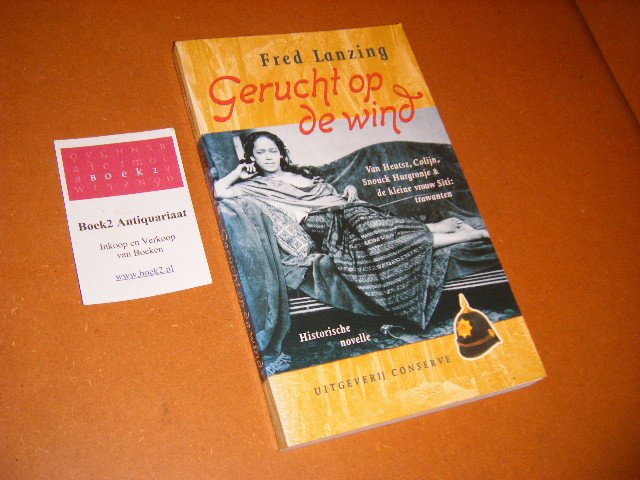 Fred Lanzing
Gerucht op
de wind
Van Heutsz, Colijn,
Snouck Hurgronje &
de kleine vrouw Siti:
trawanten
Historische
novelle
UITGEVERIJ CONSERVE
BOEK2
Boek2 Antiquariaat
Inkoop en Verkoop
van Boeken
www.boek2.nl